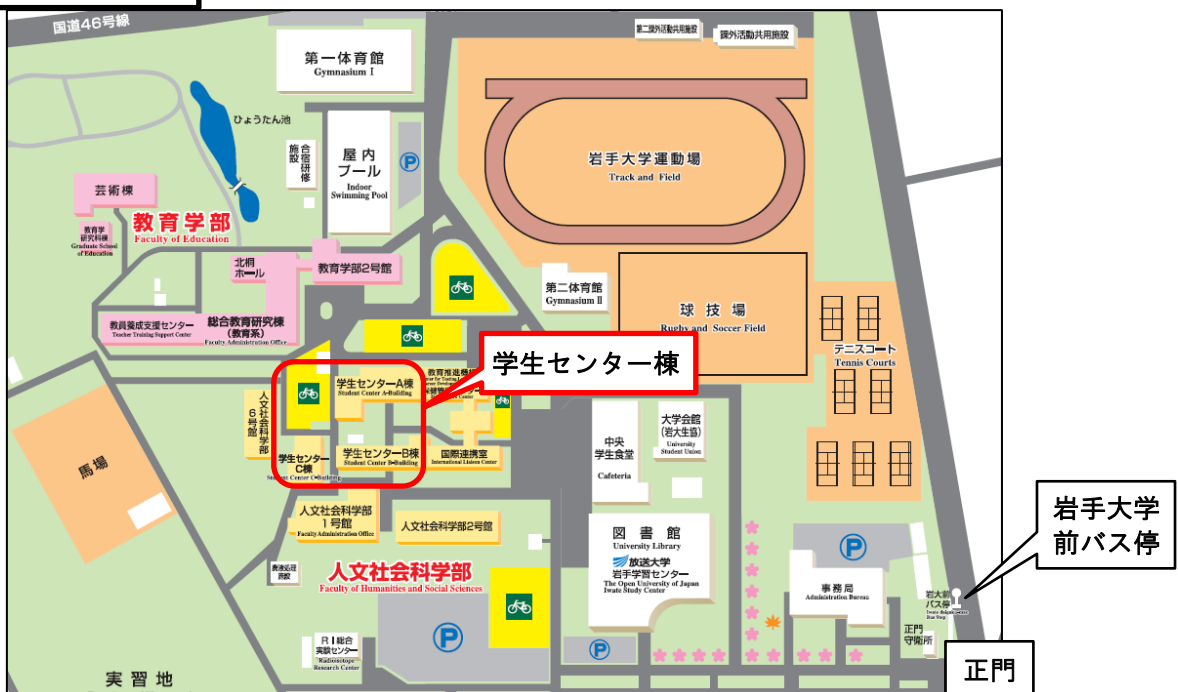 国道46号線
第二課外活動共用施設
課外活動共用施設
第一体育館
Gymnasium I
ひょうたん池
合宿研修
施設
屋内
プール
Indoor
Swimming Pool
P
岩手大学運動場
Track and Field
芸術棟
教育学
研究科棟
Graduate School
of Education
教育学部
Faculty of Education
北桐
ホール
教育学部2号館
第二体育館
Gymnasium II
球技場
Rugby and Soccer Field
教員養成支援センター
Teacher Training Support Center
総合教育研究棟
(教育系)
Faculty Administration Office
テニスコート
Tennis Courts
学生センター棟
学生センターA棟
Student Center A-Building
教育推進機
人文社会科学部
6号館
学生センターB棟
Student Center B-Building
学生センター
C棟
Student Center C-Building
国際連携室
International Liaison Center
中央
学生食堂
Cafeteria
大学会館
(岩大生協)
University
Student Union
馬場
人文社会科学部
1号館
Faculty Administration Office
人文社会科学部2号館
図書館
University Library
放送大学
岩手学習センター
The Open University of Japan
Iwate Study Center
P
岩手大学
前バス停
廃液処理
施設
人文社会科学部
Faculty of Humanities and Social Sciences
事務局
Administration Bureau
岩大前
バス停
正門
守衛所
RI総合
実験センター
Radioisotope
Research Center
P
P
正門
実習地